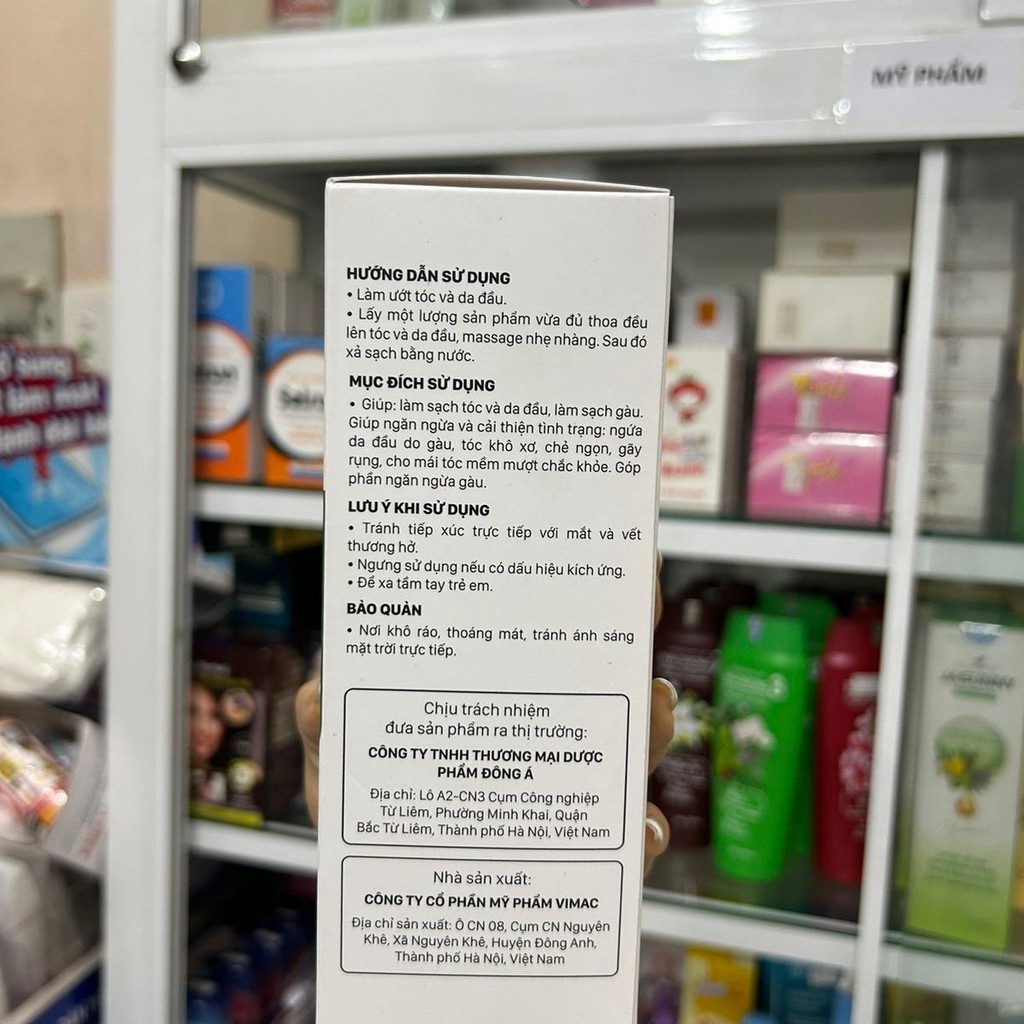 MỸ PHẨM
HƯỚNG DẪN SỬ DỤNG
• Làm ướt tóc và da đầu.
• Lấy một lượng sản phẩm vừa đủ thoa đều
lên tóc và da đầu, massage nhẹ nhàng. Sau đó
xả sạch bằng nước.
MỤC ĐÍCH SỬ DỤNG
• Giúp: làm sạch tóc và da đầu, làm sạch gàu.
Giúp ngăn ngừa và cải thiện tình trạng: ngứa
da đầu do gàu, tóc khô xơ, chẻ ngọn, gãy
rụng, cho mái tóc mềm mượt chắc khỏe. Góp
phần ngăn ngừa gàu.
LƯU Ý KHI SỬ DỤNG
• Tránh tiếp xúc trực tiếp với mắt và vết
thương hở.
• Ngưng sử dụng nếu có dấu hiệu kích ứng.
• Để xa tầm tay trẻ em.
BẢO QUẢN
• Nơi khô ráo, thoáng mát, tránh ánh sáng
mặt trời trực tiếp.
Chịu trách nhiệm
đưa sản phẩm ra thị trường:
CÔNG TY TNHH THƯƠNG MẠI DƯỢC
PHẨM ĐÔNG Á
Địa chỉ: Lô A2-CN3 Cụm Công nghiệp
Từ Liêm, Phường Minh Khai, Quận
Bắc Từ Liêm, Thành phố Hà Nội, Việt Nam
Nhà sản xuất:
CÔNG TY CỔ PHẦN MỸ PHẨM VIMAC
Địa chỉ sản xuất: Ô CN 08, Cụm CN Nguyên
Khê, Xã Nguyên Khê, Huyện Đông Anh,
Thành phố Hà Nội, Việt Nam